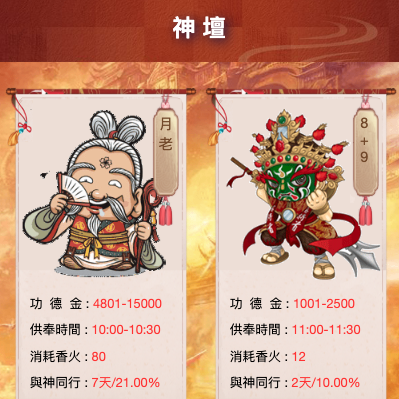 神壇
月老
8+9
功 德 金 : 4801-15000
供奉時間 : 10:00-10:30
消耗香火 : 80
與神同行 : 7天/21.00%
功 德 金 : 1001-2500
供奉時間 : 11:00-11:30
消耗香火 : 12
與神同行 : 2天/10.00%